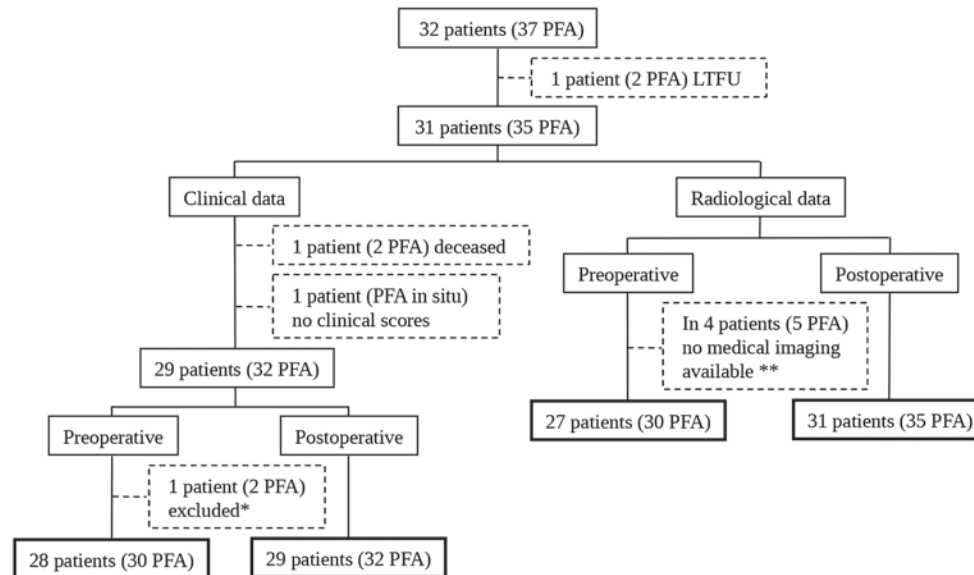 32 patients (37 PFA)
1 patient (2 PFA) LTFU
31 patients (35 PFA)
Clinical data
Radiological data
1 patient (2 PFA) deceased
1 patient (PFA in situ)
no clinical scores
29 patients (32 PFA)
Preoperative
Postoperative
1 patient (2 PFA)
excluded*
28 patients (30 PFA)
29 patients (32 PFA)
Preoperative
Postoperative
In 4 patients (5 PFA)
no medical imaging
available **
27 patients (30 PFA)
31 patients (35 PFA)